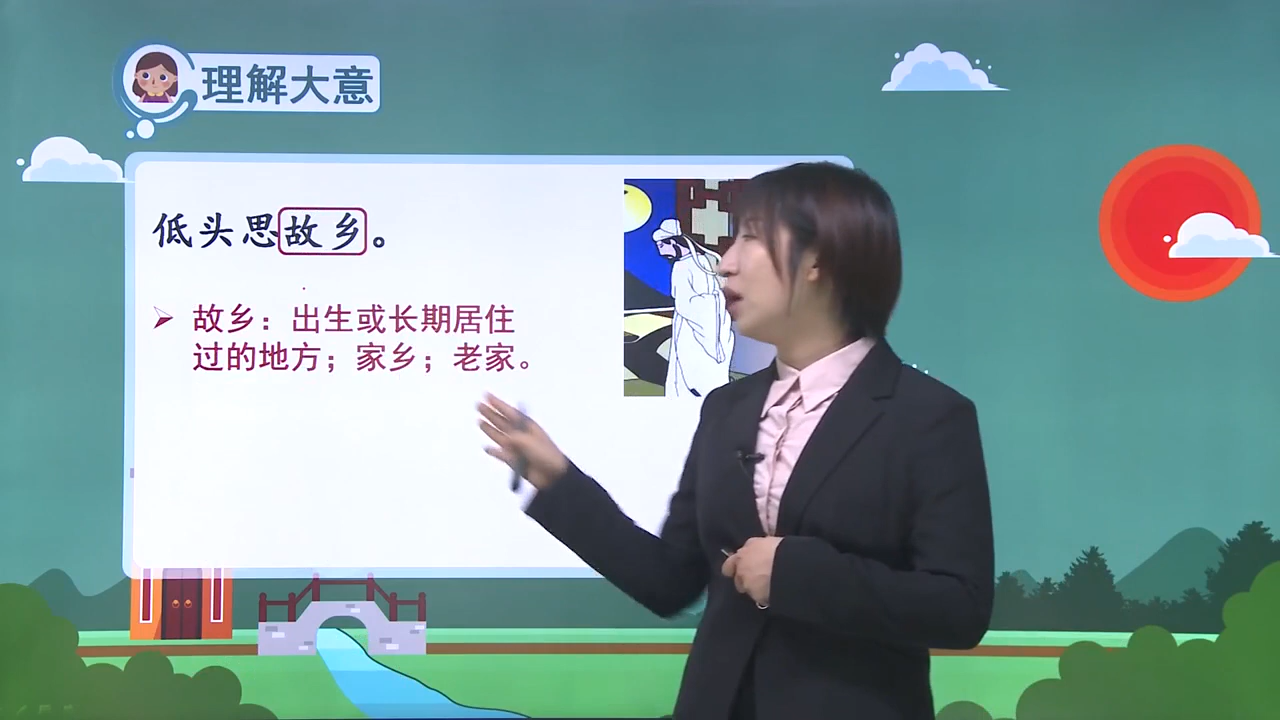 理解大意
低头思故乡。
故乡：出生或长期居住
过的地方；家乡；老家。